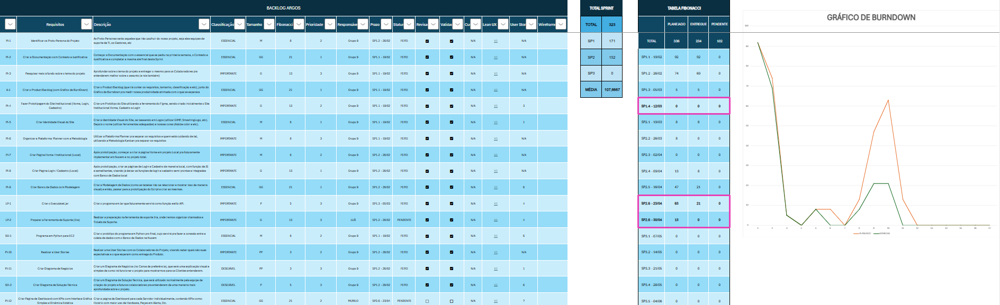 BACKLOG ARGOS
Requisitos Descrição Classificação Tamanho Fibonacci Prioridade Responsáve Prazo Status Revisa Validad Cus Lean UX User Stor Wireframe
PI-1 Identificar os Proto-Persona do Projeto As Proto-Personas serão aqueles que irão usufruir do nosso projeto, seja eles equipes de suporte de TI, os Gestores, etc ESSENCIAL M 8 2 Grupo 9 SP1.2 - 26/02 FEITO N/A V1 N/A
PI-2 Criar a Documentação com Contexto e Justificativa Começar a Documentação com o essencial que se pediu na primeira semana, o Contexto e Justificativa e completar a mesma até final desta Sprint ESSENCIAL GG 21 1 Grupo 9 SP1.1 - 19/02 FEITO N/A V1 N/A
PI-3 Pesquisar mais à fundo sobre o tema do projeto Aprofundar sobre o tema do projeto e entregar o mesmo para os Colaboradores pra entenderem melhor sobre o assunto (e nós também) IMPORTANTE G 13 3 Grupo 9 SP1.1 - 19/02 FEITO N/A V1 N/A
A-1 Criar o Product Backlog (com Gráfico de BurnDown) Criar o Product Backlog (que irá conter os requisitos, tamanho, classificação e etc), junto do Gráfico de Burndown pra medir nossa produtividade alinhada com a que se esperava ESSENCIAL GG 21 1 Grupo 9 SP1.1 - 19/02 FEITO N/A V1 N/A
PI-4 Fazer Prototipagem do Site Institucional (Home, Login, Cadastro) Criar um Protótipo do Site utilizando a ferramenta do Figma, sendo criado inicialmente o Site Institucional Home, Cadastro e Login IMPORTANTE G 13 2 Grupo 9 SP1.1 - 19/02 FEITO N/A V1 3
PI-5 Criar Identidade Visual do Site Criar a Identidade Visual do Site, se baseando em Logos (utilizar GIMP, SmashingLogo, etc). Depois o nome (utilizar ferramentas adequadas) e nossas cores (Adobe color e etc). ESSENCIAL M 8 1 Grupo 9 SP1.1 - 19/02 FEITO N/A V1 1
PI-6 Organizar a Plataforma Planner com a Metodologia Utilizar a Plataforma Planner pra separar os requisitos e quem está cuidando de tal, utilizando a Metodologia Kanban pra separar os requisitos IMPORTANTE M 8 3 Grupo 9 SP1.1 - 19/02 FEITO N/A V1 N/A
PI-7 Criar Página Home / Institucional (Local) Após prototipação, começar a criar à página Home em projeto Local pra futuramente implementar em Nuvem e no projeto total. IMPORTANTE M 8 2 Grupo 9 SP1.2 - 26/02 FEITO N/A V1 N/A
PI-8 Criar Página Login / Cadastro (Local) Após prototipação, criar as páginas de Login e Cadastro de maneira local, com função de JS e semelhantes, visando já deixar as funções de login e cadastro semi prontas e integradas com Banco de Dados local IMPORTANTE G 13 1 Grupo 9 SP1.2 - 26/02 FEITO N/A V1 N/A
PI-9 Criar Banco de Dados com Modelagem Criar a Modelagem de Dados (como as tabelas irão se relacionar e mostrar isso de maneira visual) e então, passar para a prototipação do Script e criar as mesmas. ESSENCIAL GG 21 1 Grupo 9 SP1.2 - 26/02 FEITO N/A V1 6
LP-1 Criar o Executável.jar Criar o programa em Jar que futuramente servirá como função estilo API. IMPORTANTE P 5 3 Grupo 9 SP1.3 - 05/03 FEITO N/A V1 4
LP-2 Preparar a Ferramenta de Suporte (Jira) Realizar a preparação na ferramenta de suporte Jira, onde iremos organizar chamados e Tickets de Suporte. IMPORTANTE G 13 3 LUÃ SP1.2 - 26/02 PENDENTE N/A V1 4
SO-1 Programa em Python para EC2 Criar o protótipo do programa em Python pro final, cujo servirá pra fazer a conexão entre a coleta de dados com o Banco de Dados na Nuvem ESSENCIAL M 8 2 Grupo 9 SP1.1 - 19/02 FEITO N/A V1 6
PI-10 Realizar a User Stories Realizar uma User Stories com os Colaboradores do Projeto, visando saber quais são suas expectativas e o que esperam como entrega do Produto. IMPORTANTE PP 3 2 Grupo 9 SP1.2 - 26/02 FEITO N/A V1 N/A
PI-11 Criar Diagrama de Negócios Criar um Diagrama de Negócios (no Canva de preferência), que será uma explicação visual e simples de como irá funcionar o projeto para mostrarmos para os Clientes entenderem. DESEJÁVEL PP 3 3 Grupo 9 SP1.2 - 26/02 FEITO N/A V1 1
SO-2 Criar Diagrama de Solução Técnica Criar um Diagrama de Solução Técnica, que será utilizado normalmente pela equipe de criação do projeto e futuros colaboradores pra entenderem de uma maneira mais aprofundada sobre o projeto. DESEJÁVEL P 5 3 Grupo 9 SP1.2 - 26/02 FEITO N/A V1 6
PI-12 Criar Página de Dashboard com KPIs com Interface Gráfica Simples e Dinâmica Estática Criar a página de Dashboard para cada Servidor individualmente, contendo KPIs como: Horário com maior uso de Hardware, Peças em Alerta, Etc. ESSENCIAL GG 21 2 MURILO SP2.6 - 23/04 PENDENTE N/A V1 7
TOTAL SPRINT
TOTAL 323
SP1 171
SP2 152
SP3 0
MÉDIA 107,6667
TABELA FIBONACCI
PLANEJADO ENTREGUE PENDENTE
TOTAL 336 234 102
SP1.1 - 19/02 92 92 0
SP1.2 - 26/02 74 69 0
SP1.3 - 05/03 5 5 0
SP1.4 - 12/03 0 0 0
SP2.1 - 19/03 8 8 0
SP2.2 - 26/03 8 0 0
SP2.3 - 02/04 0 0 0
SP2.4 - 09/04 13 8 0
SP2.5 - 16/04 47 21 0
SP2.6 - 23/04 63 21 0
SP2.6 - 30/04 13 0 0
SP3.1 - 07/05 0 0 0
SP3.2 - 14/05 0 0 0
SP3.3 - 21/05 0 0 0
SP3.4 - 28/05 0 0 0
SP3.5 - 04/06 0 0 0
GRÁFICO DE BURNDOWN
100
90
80
70
60
50
40
30
20
10
0
1 2 3 4 5 6 7 8 9 10 11 12 13 14 15 16 17
PLANEJADO ENTREGUE